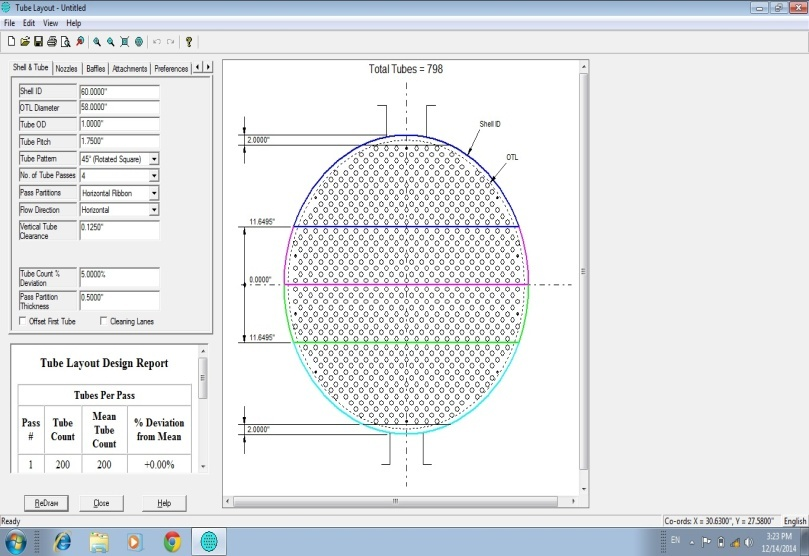 Tube Layout - Untitled
File Edit View Help
Shell & Tube Nozzles Baffles Attachments Preferences
Shell ID 60.0000"
OTL Diameter 58.0000"
Tube OD 1.0000"
Tube Pitch 1.7500"
Tube Pattern 45° (Rotated Square)
No. of Tube Passes 4
Pass Partitions Horizontal Ribbon
Flow Direction Horizontal
Vertical Tube Clearance 0.1250"
Tube Count % Deviation 5.0000%
Pass Partition Thickness 0.5000"
Offset First Tube Cleaning Lanes
Tube Layout Design Report
Tubes Per Pass
Pass # Tube Count Mean Tube Count % Deviation from Mean
1 200 200 +0.00%
ReDraw Close Help
Total Tubes = 798
Shell ID
2.0000"
OTL
11.6495"
0.0000"
11.6495"
2.0000"
Ready
Co-ords: X = 30.6300", Y = 27.5800" English
EN
3:23 PM
12/14/2014